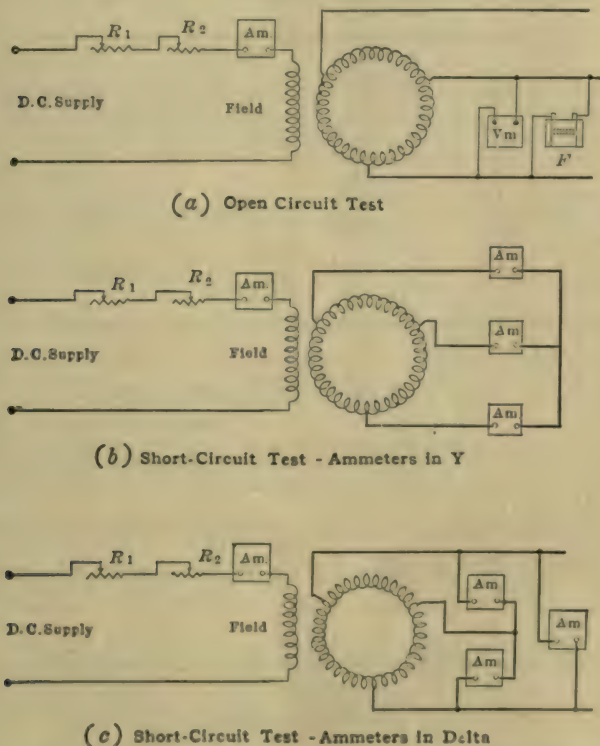 R1 R2 Am
D.C.Supply Field Vm F
(a) Open Circuit Test
R1 R2 Am. Am
D.C.Supply Field Am
Am
(b) Short-Circuit Test - Ammeters in Y
R1 R2 Am. Am
D.C.Supply Field Am Am
(c) Short-Circuit Test - Ammeters in Delta